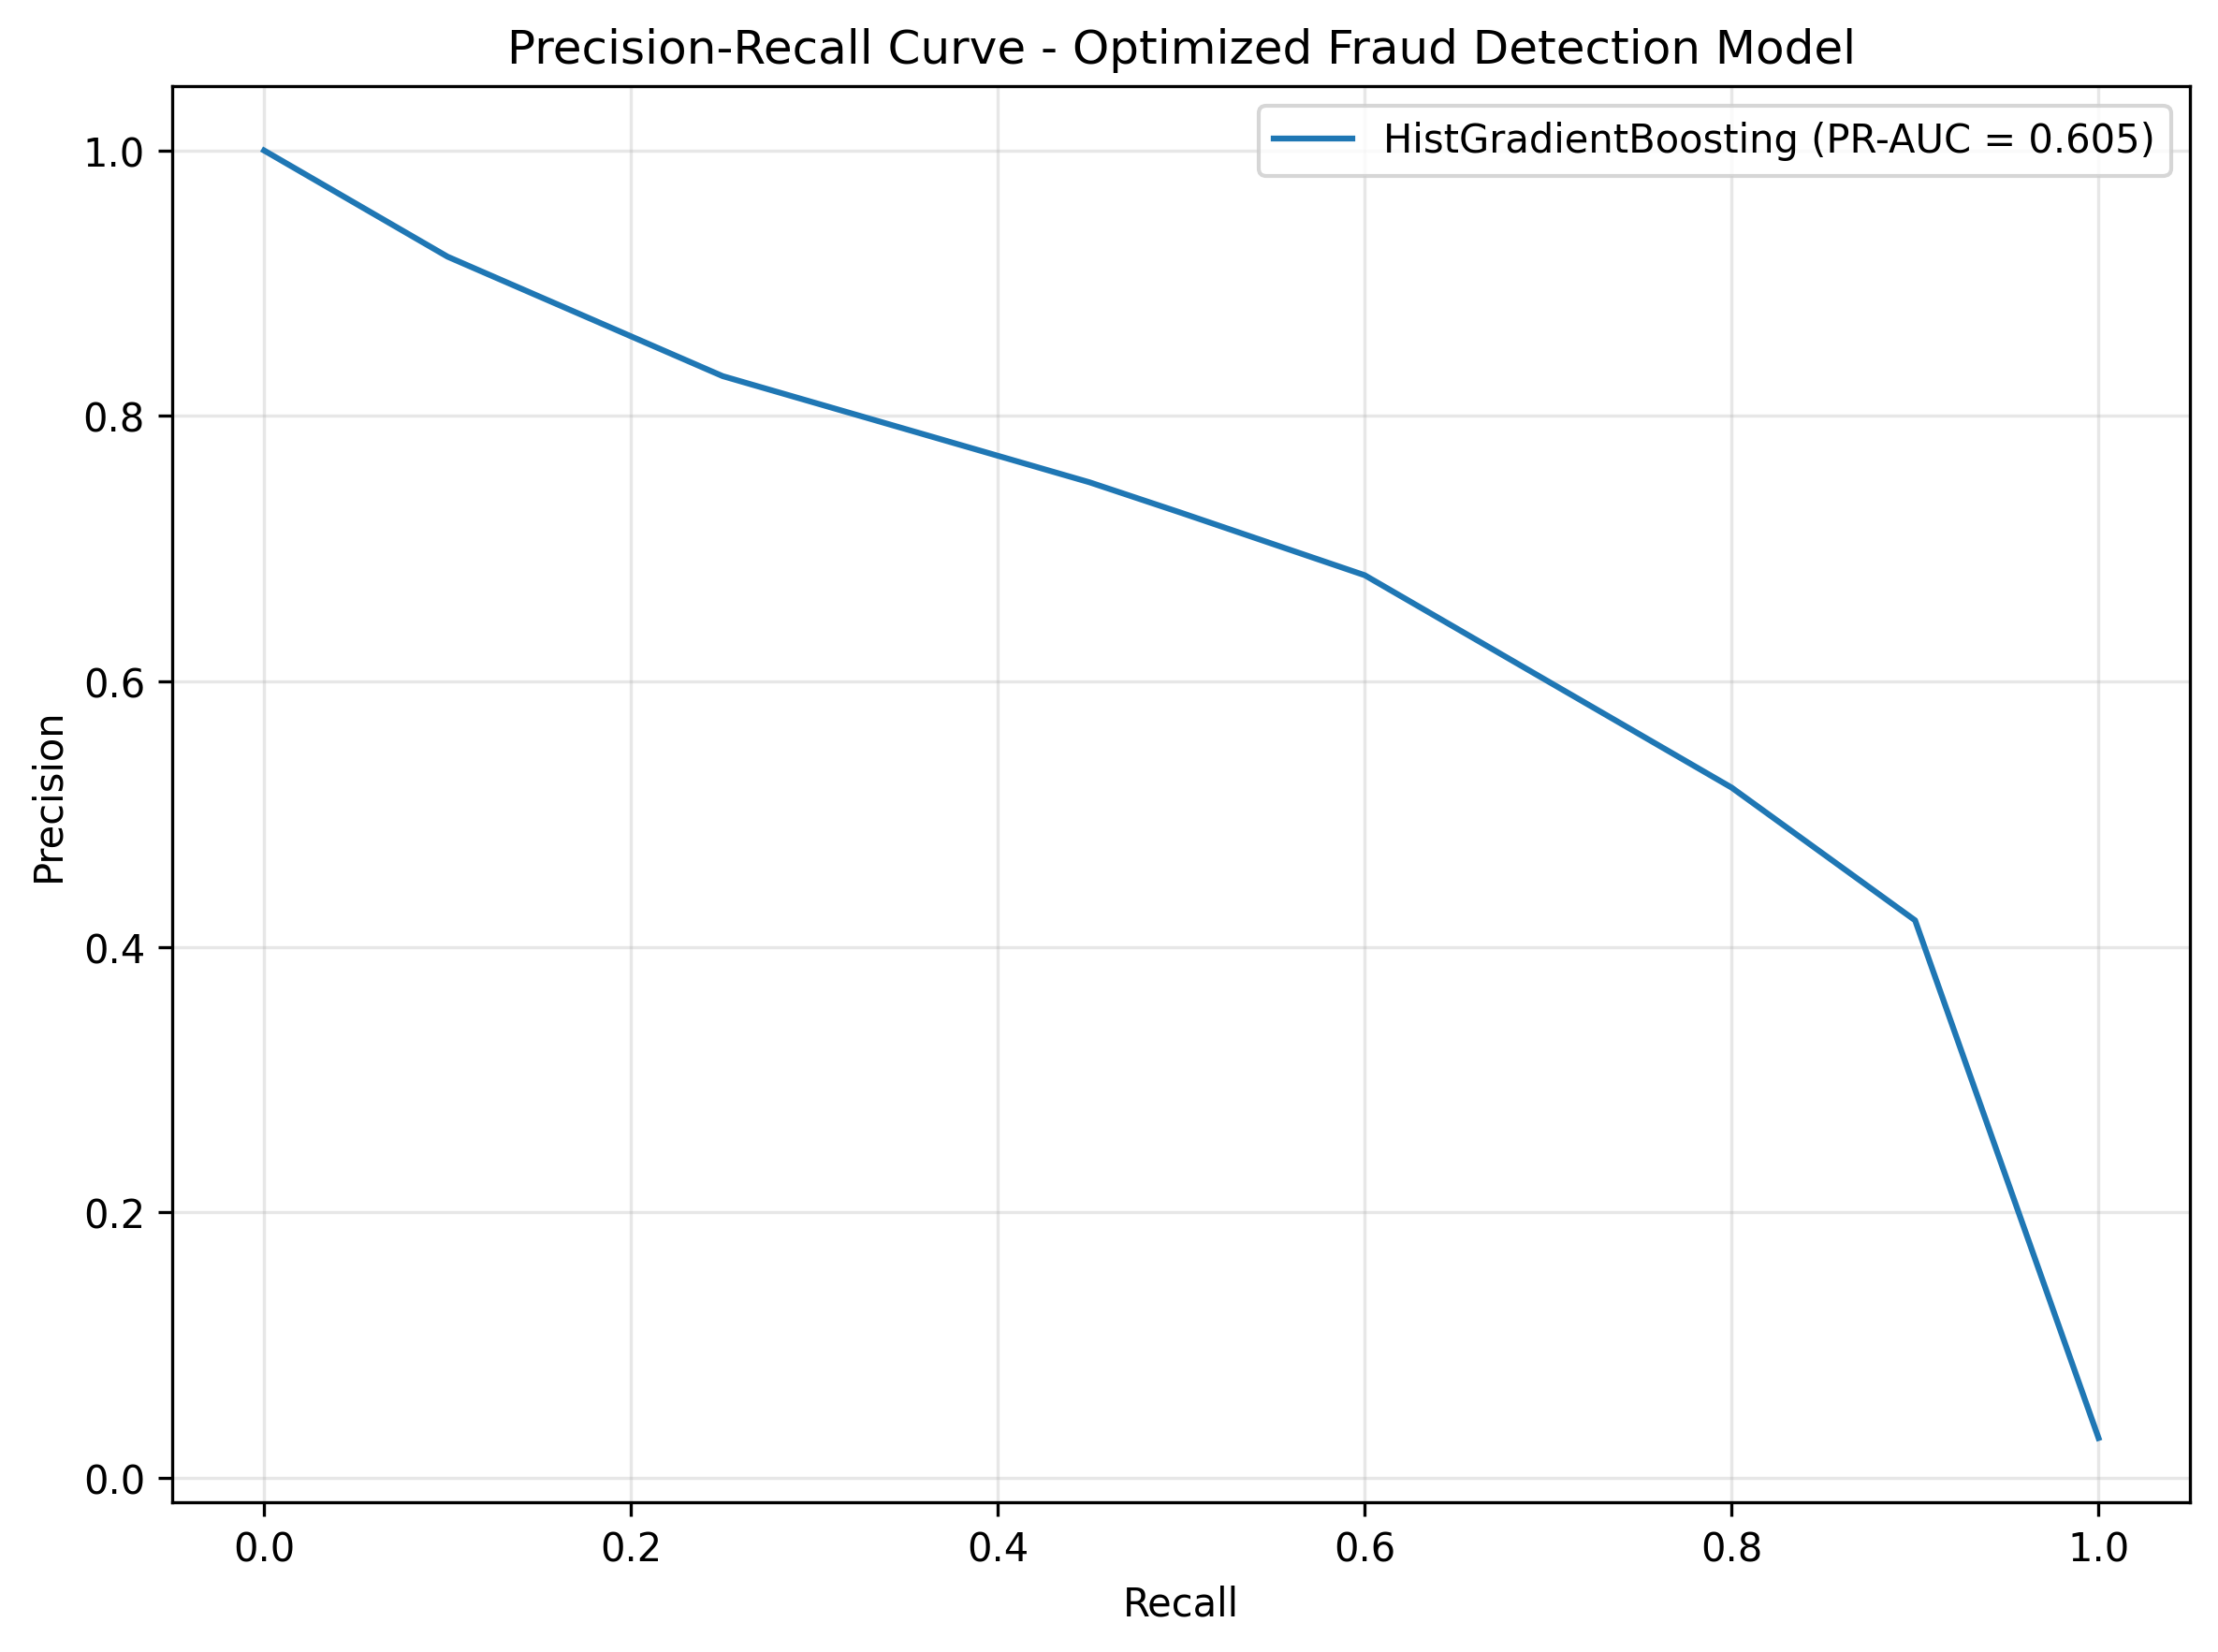 Precision-Recall Curve - Optimized Fraud Detection Model
HistGradientBoosting (PR-AUC = 0.605)
1.0
0.8
0.6
0.4
0.2
0.0
Precision
0.0 0.2 0.4 0.6 0.8 1.0
Recall